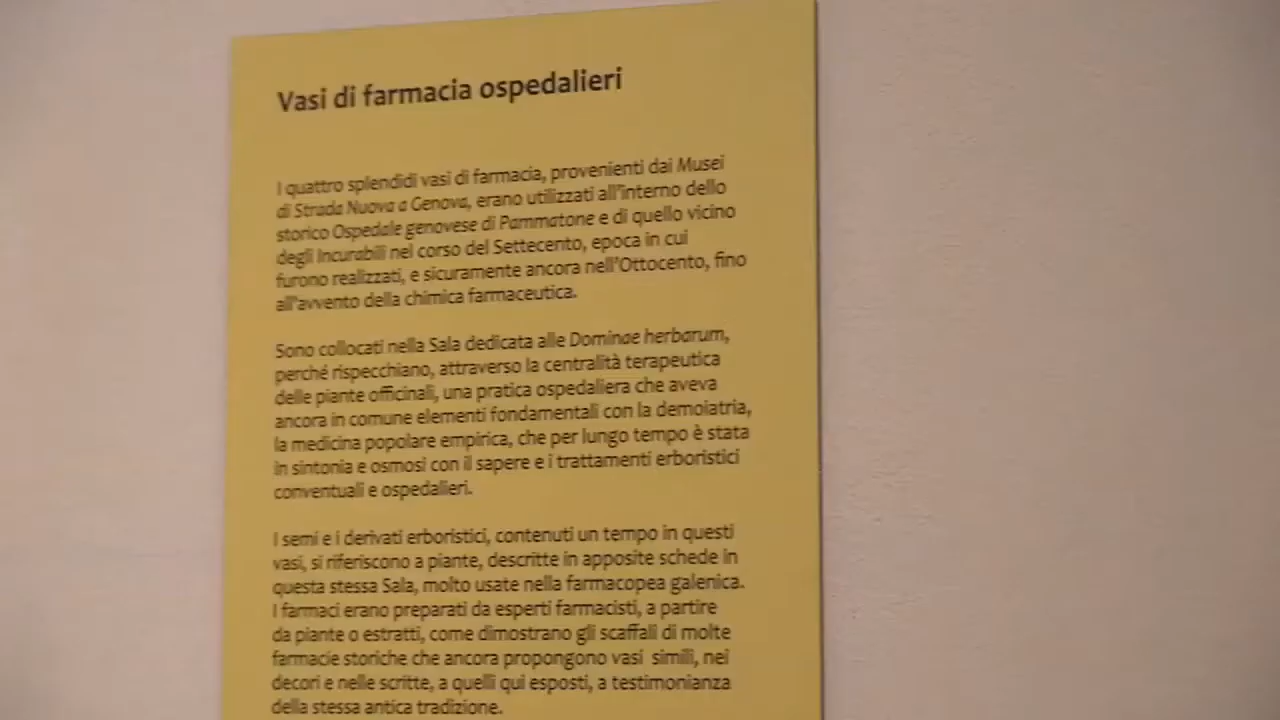 Vasi di farmacia ospedalieri
I quattro splendidi vasi di farmacia, provenienti dai Musei
di Strada Nuova a Genova, erano utilizzati all'interno dello
storico Ospedale genovese di Pammatone e di quello vicino
degli Incurabili nel corso del Settecento, epoca in cui
furono realizzati, e sicuramente ancora nell'Ottocento, fino
all'avvento della chimica farmaceutica.
Sono collocati nella Sala dedicata alle Dominae herbarum,
perché rispecchiano, attraverso la centralità terapeutica
delle piante officinali, una pratica ospedaliera che aveva
ancora in comune elementi fondamentali con la demoiatria,
la medicina popolare empirica, che per lungo tempo è stata
in sintonia e osmosi con il sapere e i trattamenti erboristici
conventuali e ospedalieri.
I semi e i derivati erboristici, contenuti un tempo in questi
vasi, si riferiscono a piante, descritte in apposite schede in
questa stessa Sala, molto usate nella farmacopea galenica.
I farmaci erano preparati da esperti farmacisti, a partire
da piante o estratti, come dimostrano gli scaffali di molte
farmacie storiche che ancora propongono vasi simili, nei
decori e nelle scritte, a quelli qui esposti, a testimonianza
della stessa antica tradizione.